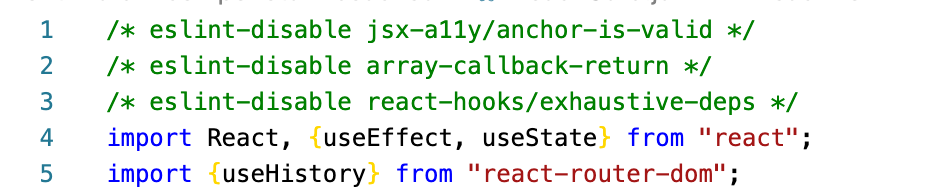 1 /* eslint-disable jsx-a11y/anchor-is-valid */
2 /* eslint-disable array-callback-return */
3 /* eslint-disable react-hooks/exhaustive-deps */
4 import React, {useEffect, useState} from "react";
5 import {useHistory} from "react-router-dom";